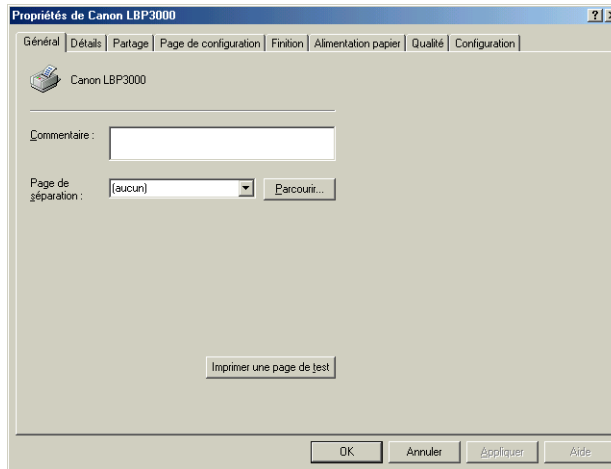 Propriétés de Canon LBP3000
Général Détails Partage Page de configuration Finition Alimentation papier Qualité Configuration
Canon LBP3000
Commentaire :
Page de
séparation :
(aucun)
Parcourir...
Imprimer une page de test
OK Annuler Appliquer Aide